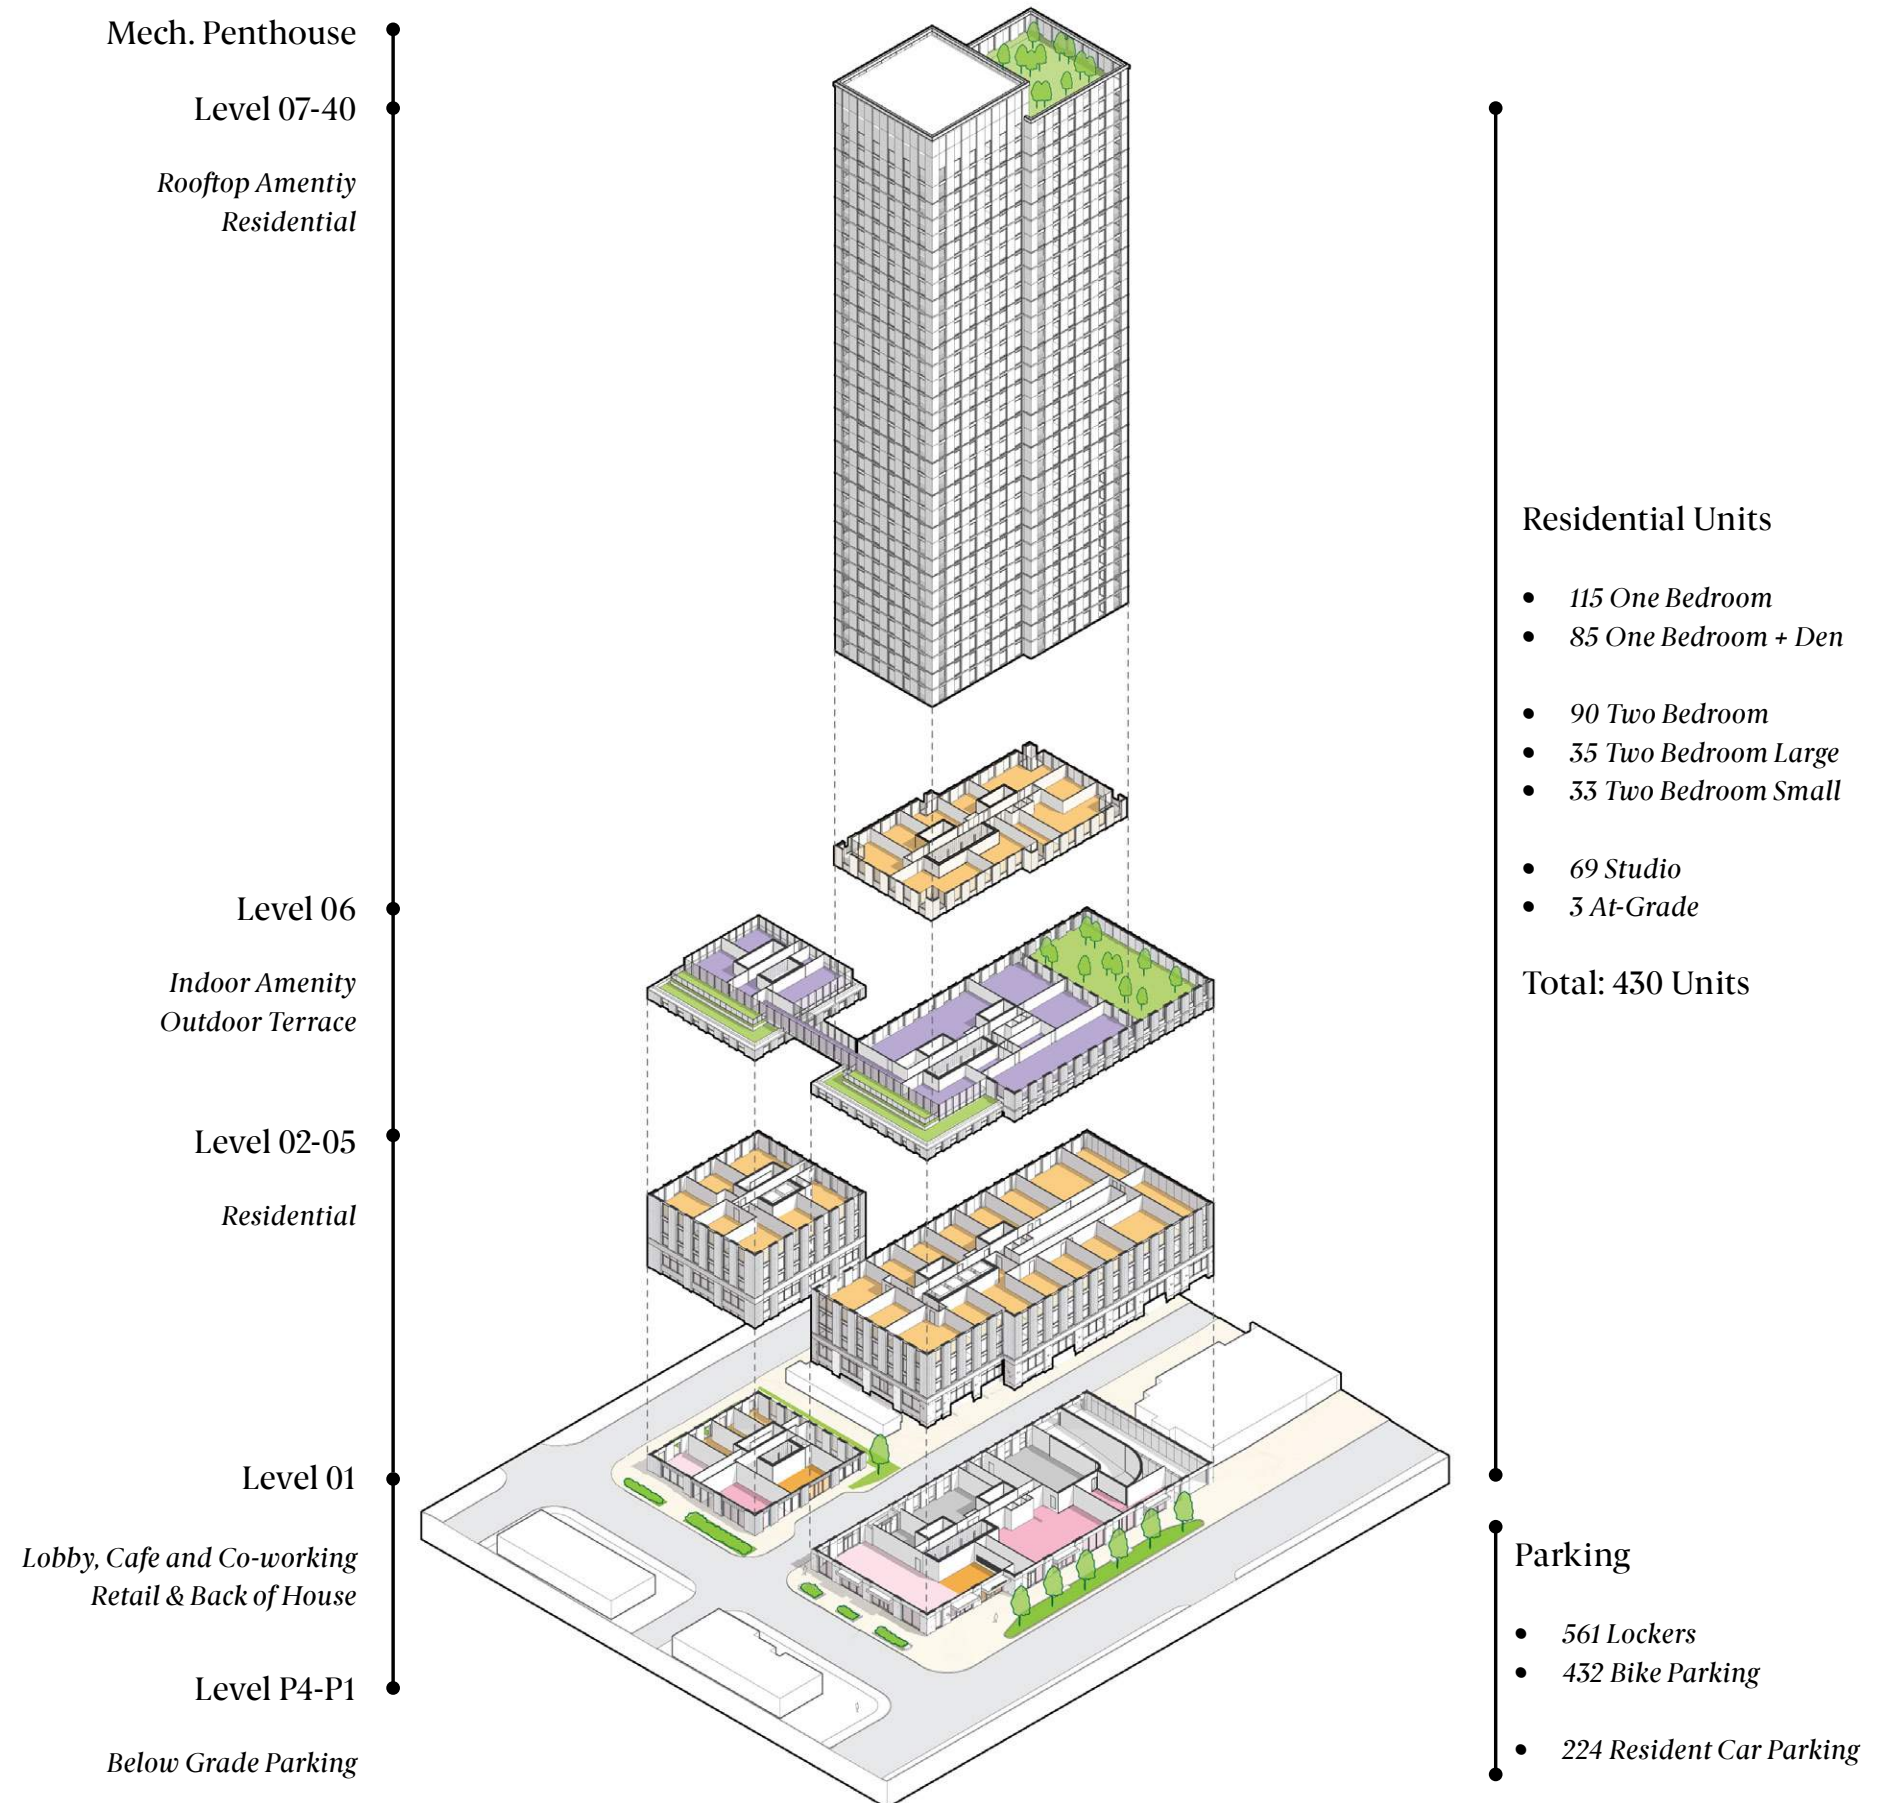 Mech. Penthouse
Level 07-40
Rooftop Amentiy
Residential
Level 06
Indoor Amenity
Outdoor Terrace
Level 02-05
Residential
Level 01
Lobby, Cafe and Co-working
Retail & Back of House
Level P4-P1
Below Grade Parking
Residential Units
• 115 One Bedroom
• 85 One Bedroom + Den
• 90 Two Bedroom
• 35 Two Bedroom Large
• 33 Two Bedroom Small
• 69 Studio
• 3 At-Grade
Total: 430 Units
Parking
• 561 Lockers
• 432 Bike Parking
• 224 Resident Car Parking